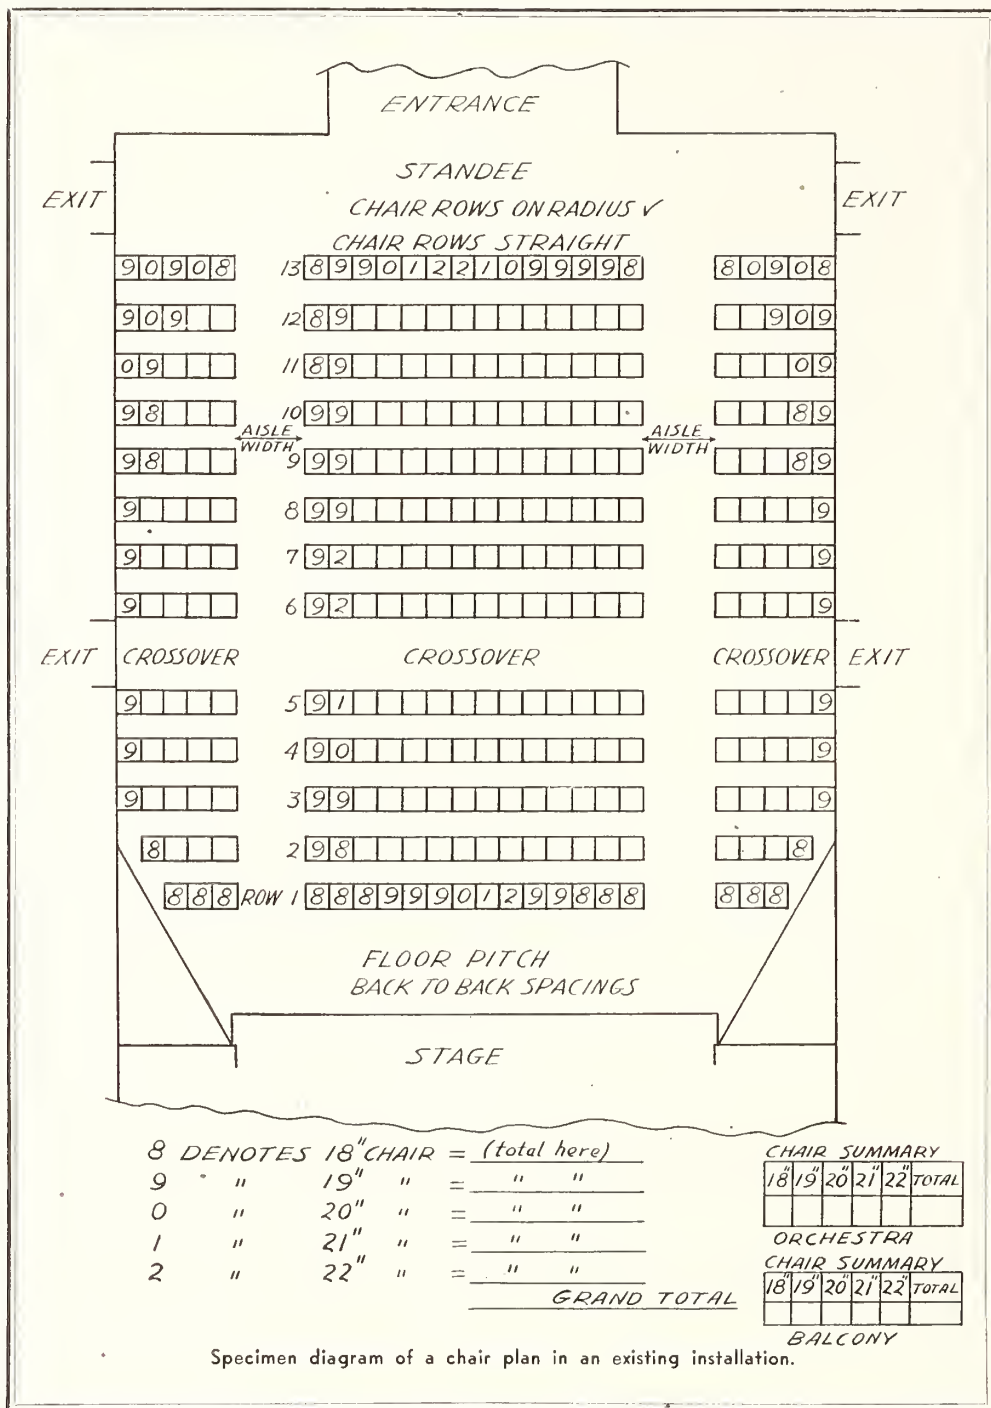 ENTRANCE
STANDEE
EXIT CHAIR ROWS ON RADIUS ✓ EXIT
CHAIR ROWS STRAIGHT
9 0 9 0 8 13 8 9 9 0 1 2 2 1 0 9 9 9 9 8 8 0 9 0 8
9 0 9 12 8 9 9 0 9
0 9 11 8 9 0 9
9 8 10 9 9 8 9
AISLE WIDTH AISLE WIDTH
9 8 9 9 9 8 9
9 8 9 9 9
9 7 9 2 9
9 6 9 2 9
EXIT CROSSOVER CROSSOVER CROSSOVER EXIT
9 5 9 1 9
9 4 9 0 9
9 3 9 9 9
8 2 9 8 8
8 8 8 ROW 1 8 8 8 9 9 9 0 1 2 9 9 8 8 8 8 8 8
FLOOR PITCH
BACK TO BACK SPACINGS
STAGE
8 DENOTES 18" CHAIR = (total here)
9 " 19" " = " "
0 " 20" " = " "
1 " 21" " = " "
2 " 22" " = " "
GRAND TOTAL
CHAIR SUMMARY
18" 19" 20" 21" 22" TOTAL
ORCHESTRA
CHAIR SUMMARY
18" 19" 20" 21" 22" TOTAL
BALCONY
Specimen diagram of a chair plan in an existing installation.